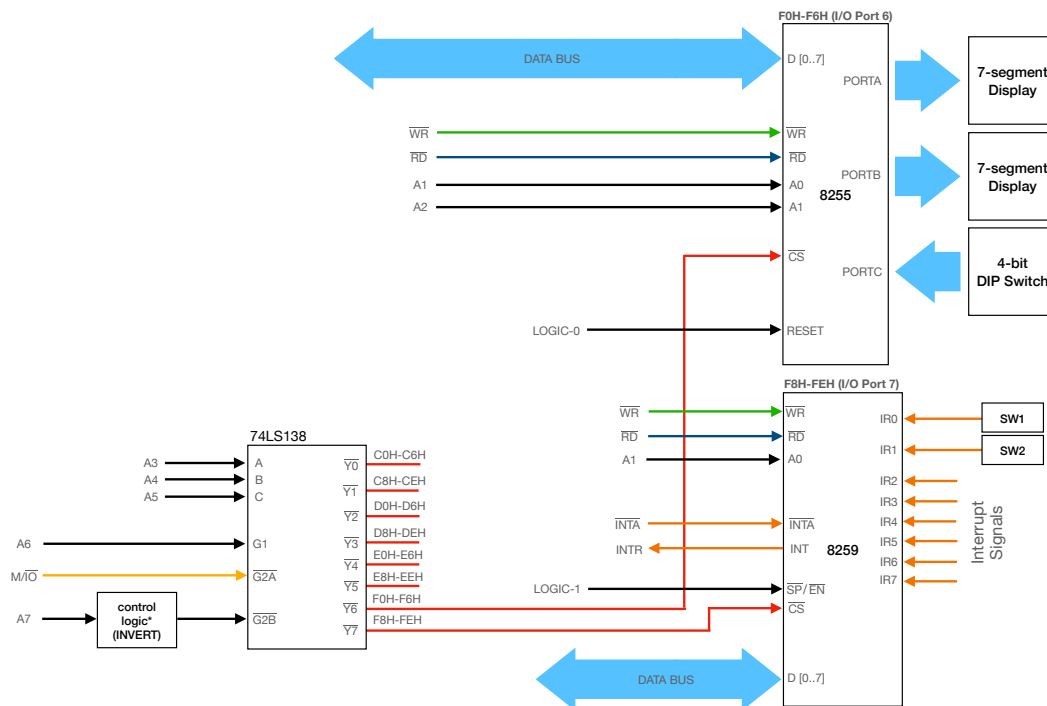 F0H-F6H (I/O Port 6)
DATA BUS
D [0..7]
PORTA
7-segment
Display
WR
WR
RD
RD
A1
A0
A2
A1
8255
PORTB
7-segment
Display
CS
PORTC
4-bit
DIP Switch
LOGIC-0
RESET
F8H-FEH (I/O Port 7)
WR
WR
IR0
SW1
RD
RD
A1
A0
IR1
SW2
IR2
IR3
IR4
IR5
IR6
IR7
Interrupt
Signals
INTA
INTA
INTR
INT
8259
LOGIC-1
SP/EN
CS
DATA BUS
D [0..7]
74LS138
A3
A
A4
B
A5
C
A6
G1
M/IO
G2A
A7
control
logic*
(INVERT)
G2B
Y0
C0H-C6H
Y1
C8H-CEH
Y2
D0H-D6H
Y3
D8H-DEH
Y4
E0H-E6H
Y5
E8H-EEH
Y6
F0H-F6H
Y7
F8H-FEH